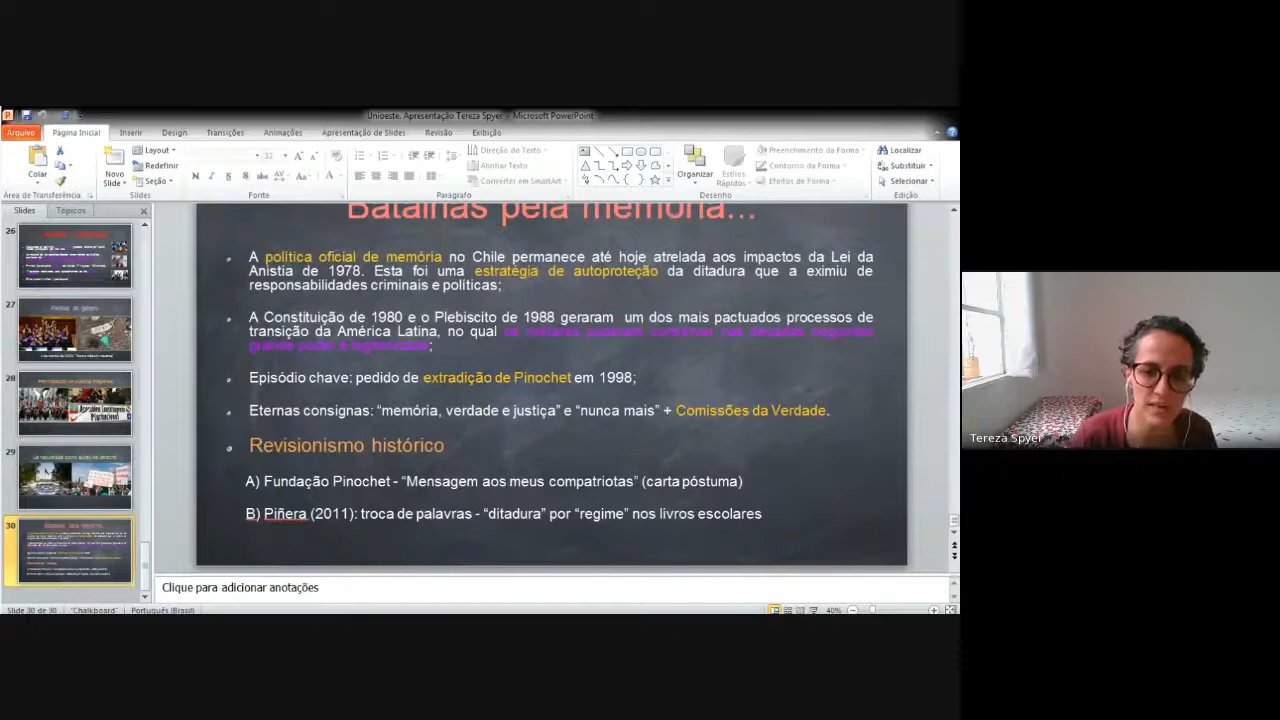 Unioeste. Apresentação Tereza Spyer - Microsoft PowerPoint
Arquivo Página Inicial Inserir Design Transições Animações Apresentação de Slides Revisão Exibição
Colar
Área de Transferência
Novo Slide
Layout
Redefinir
Seção
Slides
32
Fonte
Direção do Texto
Alinhar Texto
Converter em SmartArt
Parágrafo
Organizar
Estilos Rápidos
Preenchimento da Forma
Contorno da Forma
Efeitos de Forma
Desenho
Localizar
Substituir
Selecionar
Edição
Slides Tópicos
26
27
28
29
30
Batalhas pela memória...
A política oficial de memória no Chile permanece até hoje atrelada aos impactos da Lei da
Anistia de 1978. Esta foi uma estratégia de autoproteção da ditadura que a eximiu de
responsabilidades criminais e políticas;
A Constituição de 1980 e o Plebiscito de 1988 geraram um dos mais pactuados processos de
transição da América Latina, no qual os militares puderam conservar nas décadas seguintes
grande poder e legitimidade;
Episódio chave: pedido de extradição de Pinochet em 1998;
Eternas consignas: “memória, verdade e justiça” e “nunca mais” + Comissões da Verdade.
Revisionismo histórico
A) Fundação Pinochet - “Mensagem aos meus compatriotas” (carta póstuma)
B) Piñera (2011): troca de palavras - “ditadura” por “regime” nos livros escolares
Clique para adicionar anotações
Slide 30 de 30 "Chalkboard" Português (Brasil) 40%
Tereza Spyer